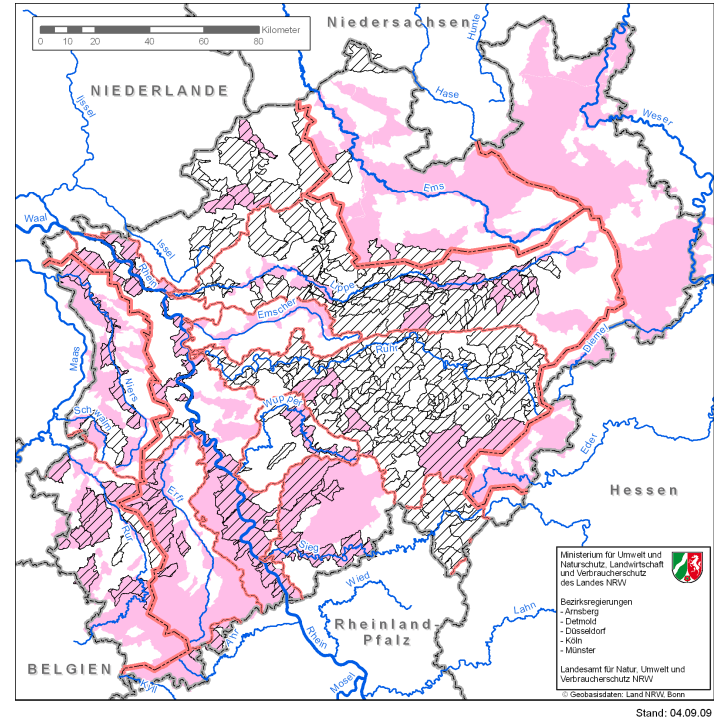 Niedersachsen
Kilometer
0 10 20 40 60 80
Hunte
NIEDERLANDE
Hase
Ijssel
Weser
Ems
Waal
Issel
Rhein
Lippe
Emscher
Ruhr
Diemel
Maas
Niers
Wupper
Schwalm
Eder
Hessen
Erft
Rur
Sieg
Wied
Lahn
Rheinland-
Pfalz
Rhein
Ahr
BELGIEN
Kyll
Mosel
Ministerium für Umwelt und
Naturschutz, Landwirtschaft
und Verbraucherschutz
des Landes NRW
Bezirksregierungen
- Arnsberg
- Detmold
- Düsseldorf
- Köln
- Münster
Landesamt für Natur, Umwelt und
Verbraucherschutz NRW
© Geobasisdaten: Land NRW, Bonn
Stand: 04.09.09